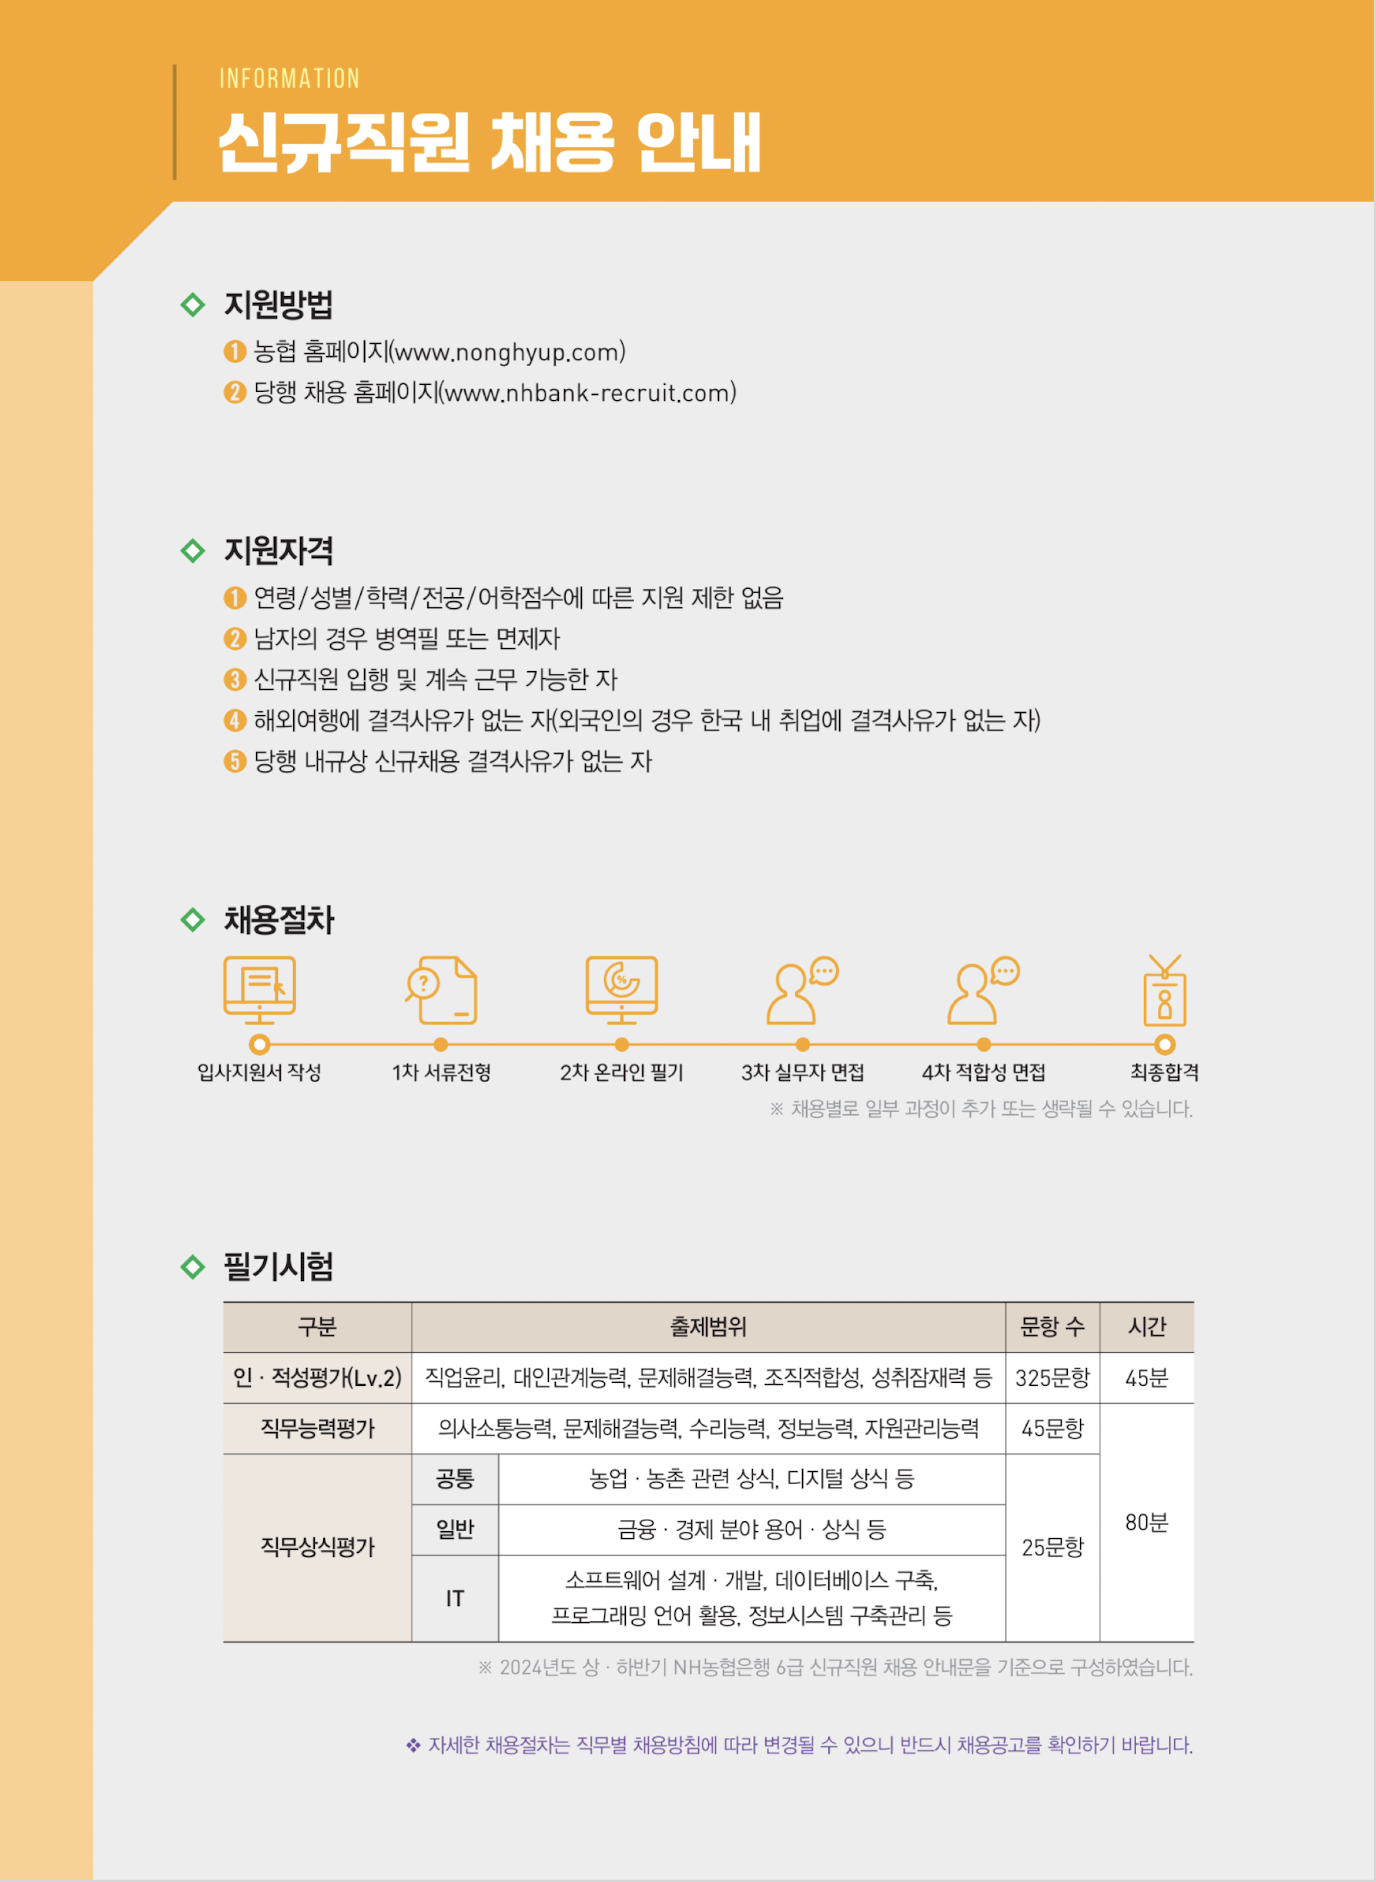 INFORMATION
신규직원 채용 안내
지원방법
❶ 농협 홈페이지(www.nonghyup.com)
❷ 당행 채용 홈페이지(www.nhbank-recruit.com)
지원자격
❶ 연령/성별/학력/전공/어학점수에 따른 지원 제한 없음
❷ 남자의 경우 병역필 또는 면제자
❸ 신규직원 입행 및 계속 근무 가능한 자
❹ 해외여행에 결격사유가 없는 자(외국인의 경우 한국 내 취업에 결격사유가 없는 자)
❺ 당행 내규상 신규채용 결격사유가 없는 자
채용절차
입사지원서 작성 1차 서류전형 2차 온라인 필기 3차 실무자 면접 4차 적합성 면접 최종합격
※ 채용별로 일부 과정이 추가 또는 생략될 수 있습니다.
필기시험
구분 출제범위 문항 수 시간
인 · 적성평가(Lv.2) 직업윤리, 대인관계능력, 문제해결능력, 조직적합성, 성취잠재력 등 325문항 45분
직무능력평가 의사소통능력, 문제해결능력, 수리능력, 정보능력, 자원관리능력 45문항
80분
직무상식평가
공통 농업 · 농촌 관련 상식, 디지털 상식 등
일반 금융 · 경제 분야 용어 · 상식 등
25문항
IT
소프트웨어 설계 · 개발, 데이터베이스 구축,
프로그래밍 언어 활용, 정보시스템 구축관리 등
※ 2024년도 상 · 하반기 NH농협은행 6급 신규직원 채용 안내문을 기준으로 구성하였습니다.
❖ 자세한 채용절차는 직무별 채용방침에 따라 변경될 수 있으니 반드시 채용공고를 확인하기 바랍니다.